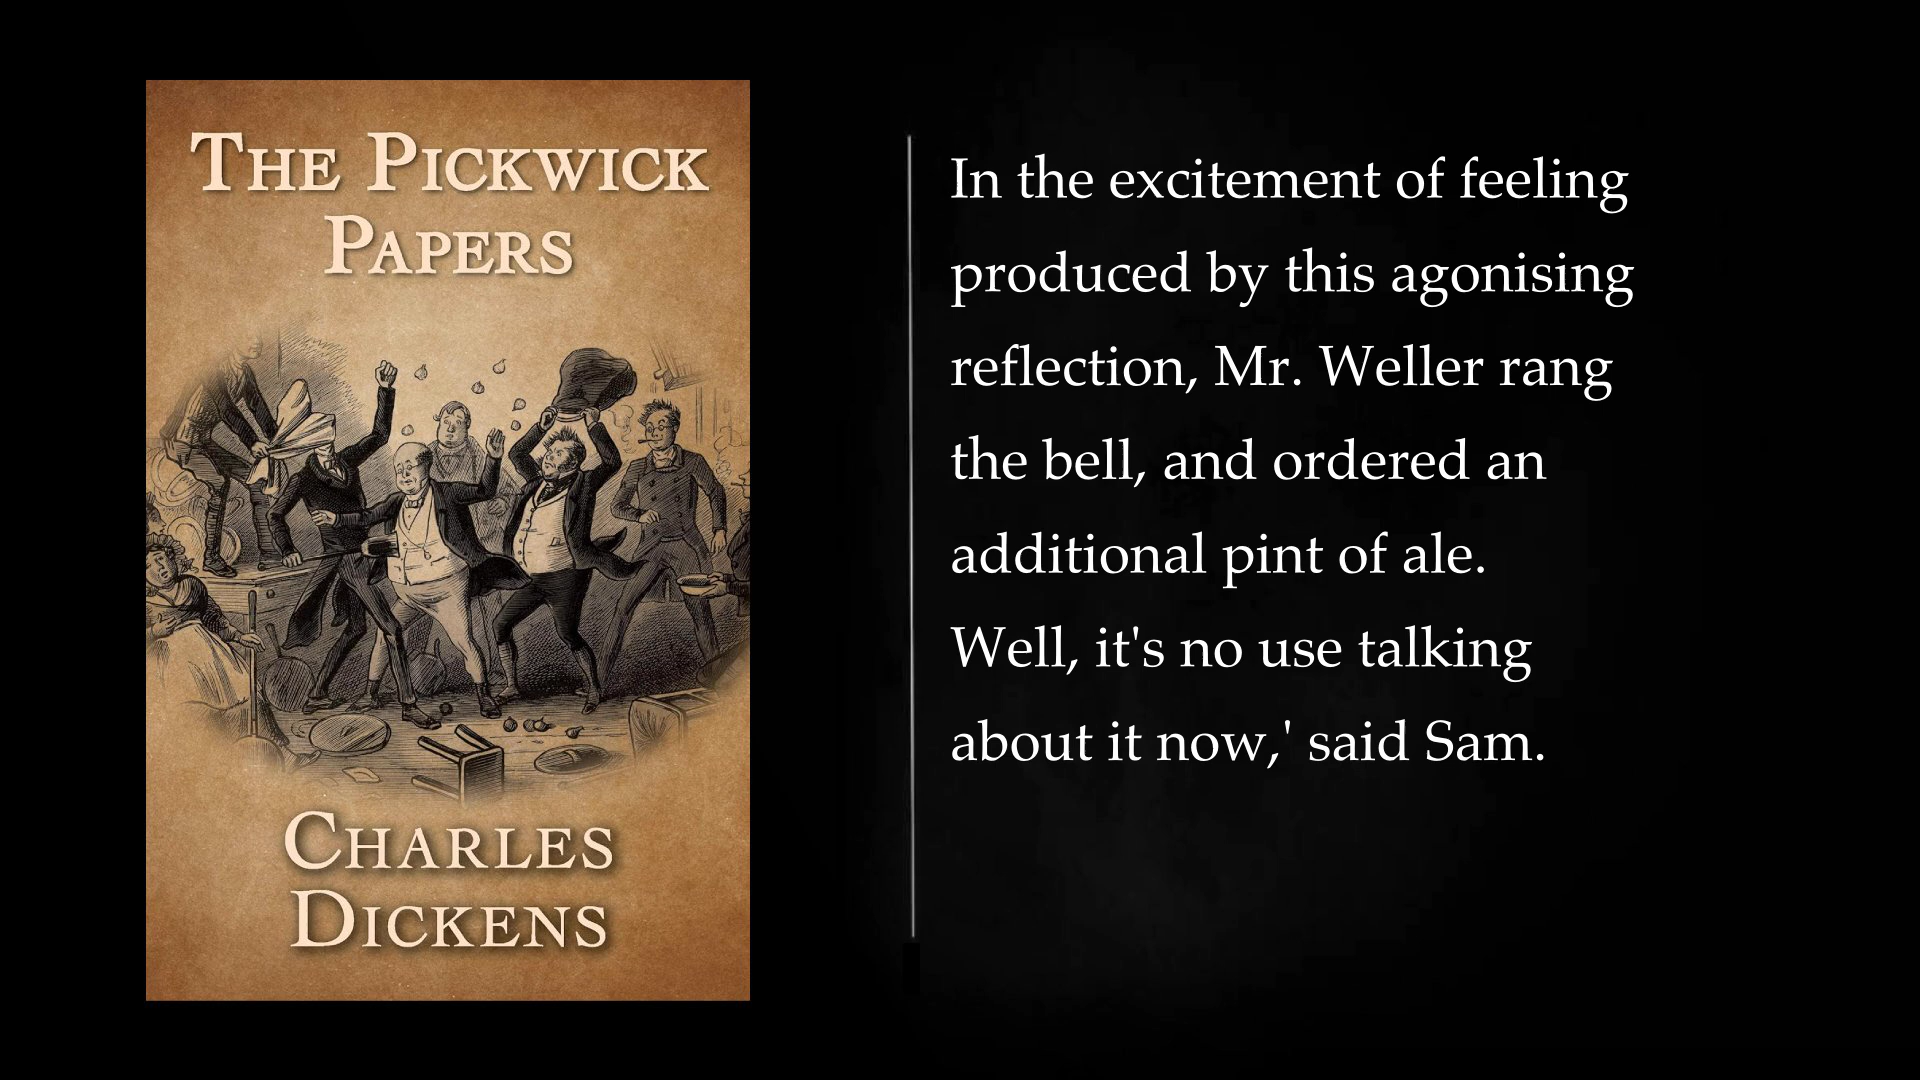 THE PICKWICK
PAPERS
CHARLES
DICKENS
In the excitement of feeling
produced by this agonising
reflection, Mr. Weller rang
the bell, and ordered an
additional pint of ale.
Well, it's no use talking
about it now,' said Sam.